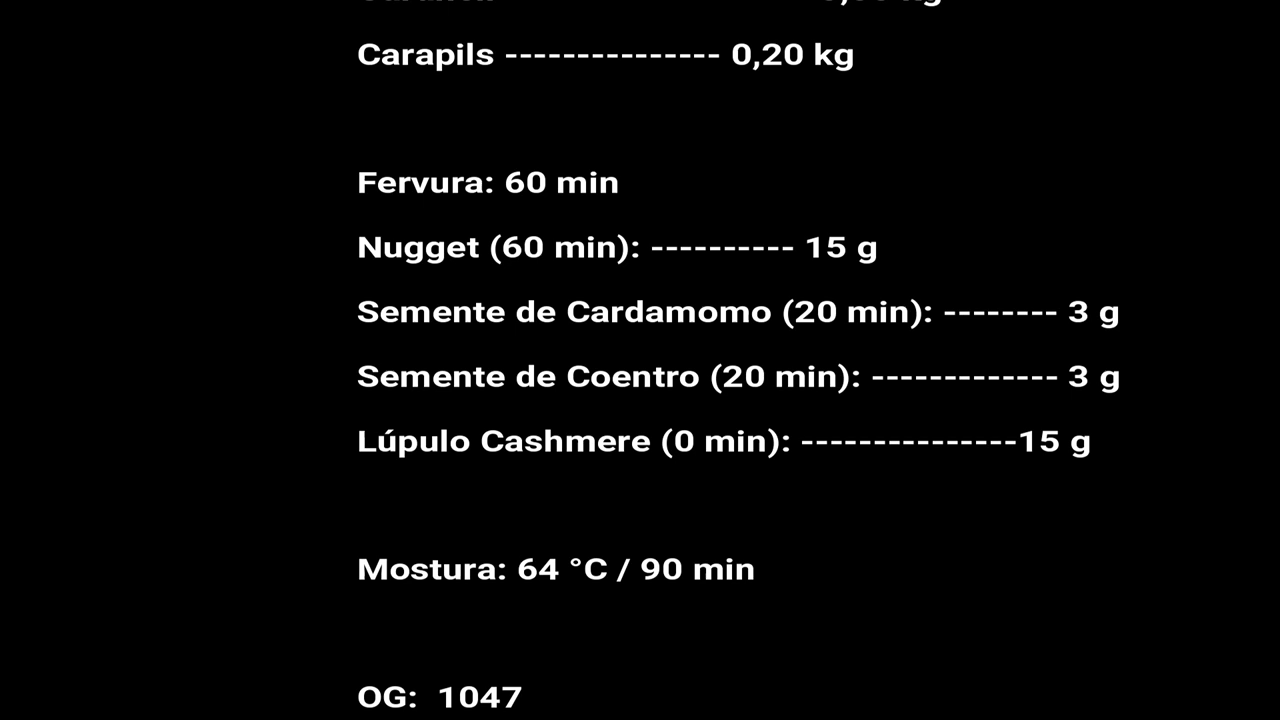 Carapils --------------- 0,20 kg
Fervura: 60 min
Nugget (60 min): ---------- 15 g
Semente de Cardamomo (20 min): -------- 3 g
Semente de Coentro (20 min): ------------- 3 g
Lúpulo Cashmere (0 min): ---------------15 g
Mostura: 64 °C / 90 min
OG:  1047